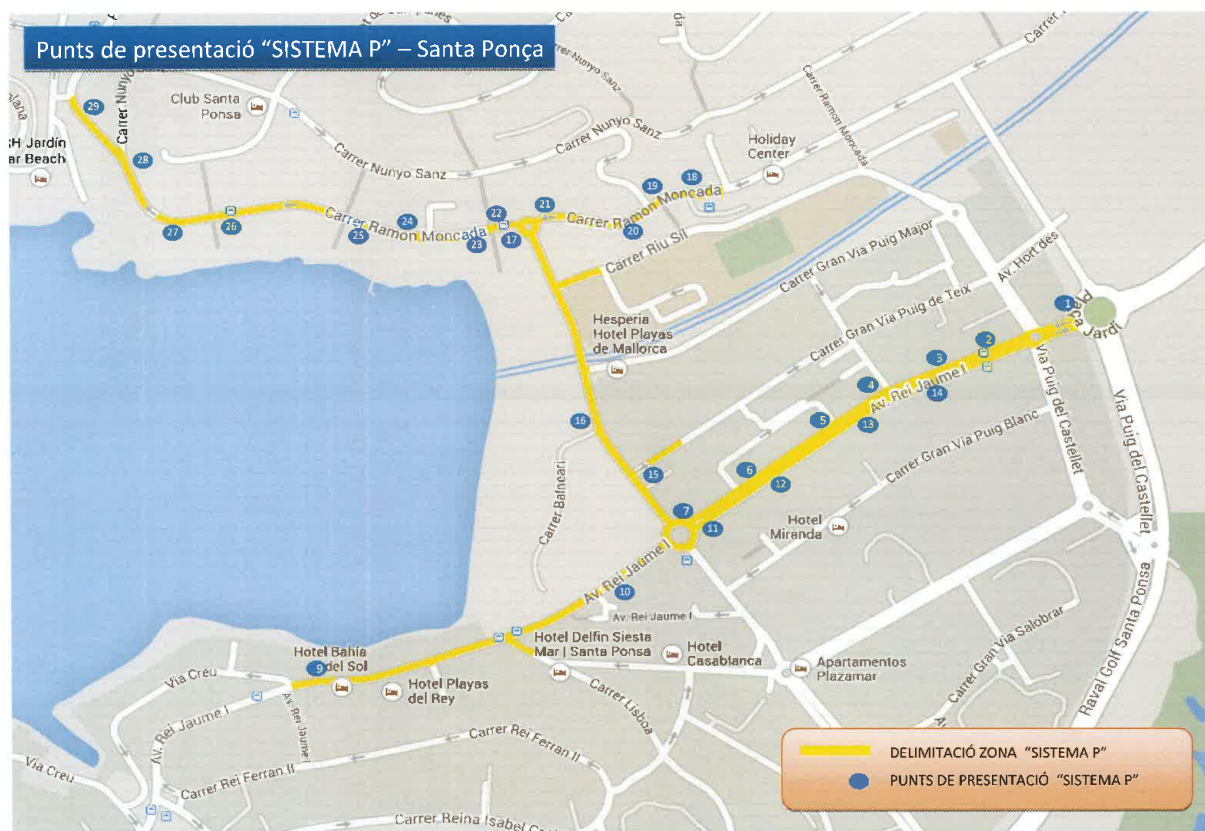 Punts de presentació "SISTEMA P" – Santa Ponça
Club Santa
Ponsa
Carrer Nunyo
Carrer Nunyo Sanz
Carrer Nunyo Sanz
Nunyo Sanz
Carrer Ramon Moncada
Holiday
Center
29
28
27
26
25
24
23
22
17
21
20
19
18
Jardín
ar Beach
Carrer Ramon Moncada
Carrer Ramon Moncada
Carrer Riu Sil
Carrer Gran Via Puig Major
Av. Hort des
Carrer Gran Via Puig de Teix
Plaça Jardí
Hesperia
Hotel Playas
de Mallorca
1
2
3
4
14
Av. Rei Jaume I
5
13
6
12
16
15
7
11
Via Puig del Castellet
Via Puig del Castellet
Carrer Gran Via Puig Blanc
Carrer Balneari
Hotel
Miranda
Av. Rei Jaume I
10
Av. Rei Jaume I
Hotel Bahía
del Sol
9
Hotel Delfin Siesta
Mar | Santa Ponsa
Hotel
Casablanca
Apartamentos
Plazamar
Carrer Gran Via Salobrar
Raval Golf Santa Ponsa
Via Creu
Hotel Playas
del Rey
Av. Rei Jaume I
Av. Rei Jaume I
Carrer Lisboa
Carrer Rei Ferran II
Carrer Rei Ferran II
Via Creu
Carrer Reina Isabel
DELIMITACIÓ ZONA "SISTEMA P"
PUNTS DE PRESENTACIÓ "SISTEMA P"